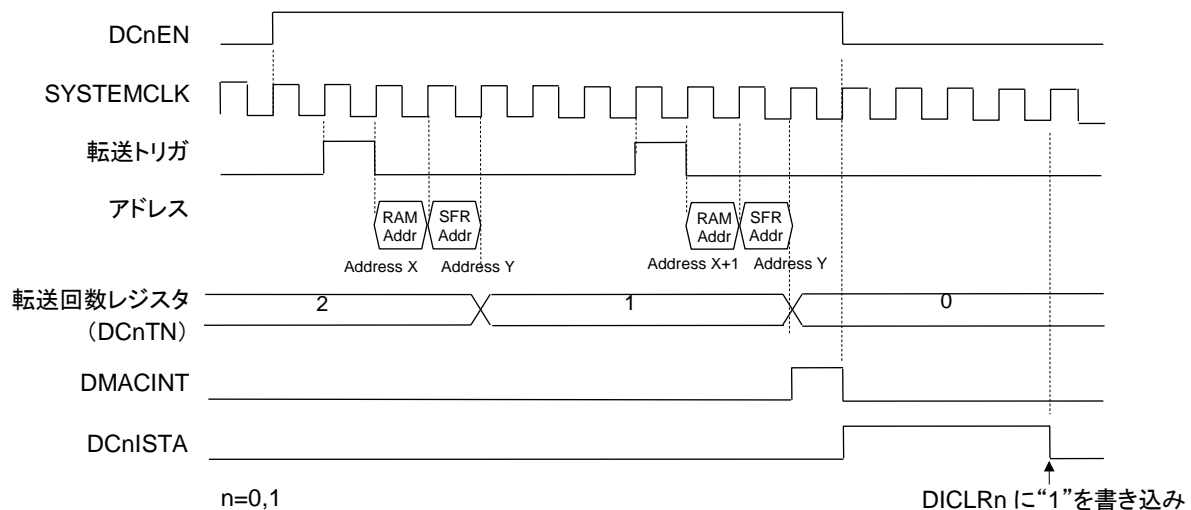 DCnEN
SYSTEMCLK
転送トリガ
アドレス
RAM Addr
SFR Addr
RAM Addr
SFR Addr
Address X
Address Y
Address X+1
Address Y
転送回数レジスタ
（DCnTN）
2
1
0
DMACINT
DCnISTA
n=0,1
DICLRn に“1”を書き込み